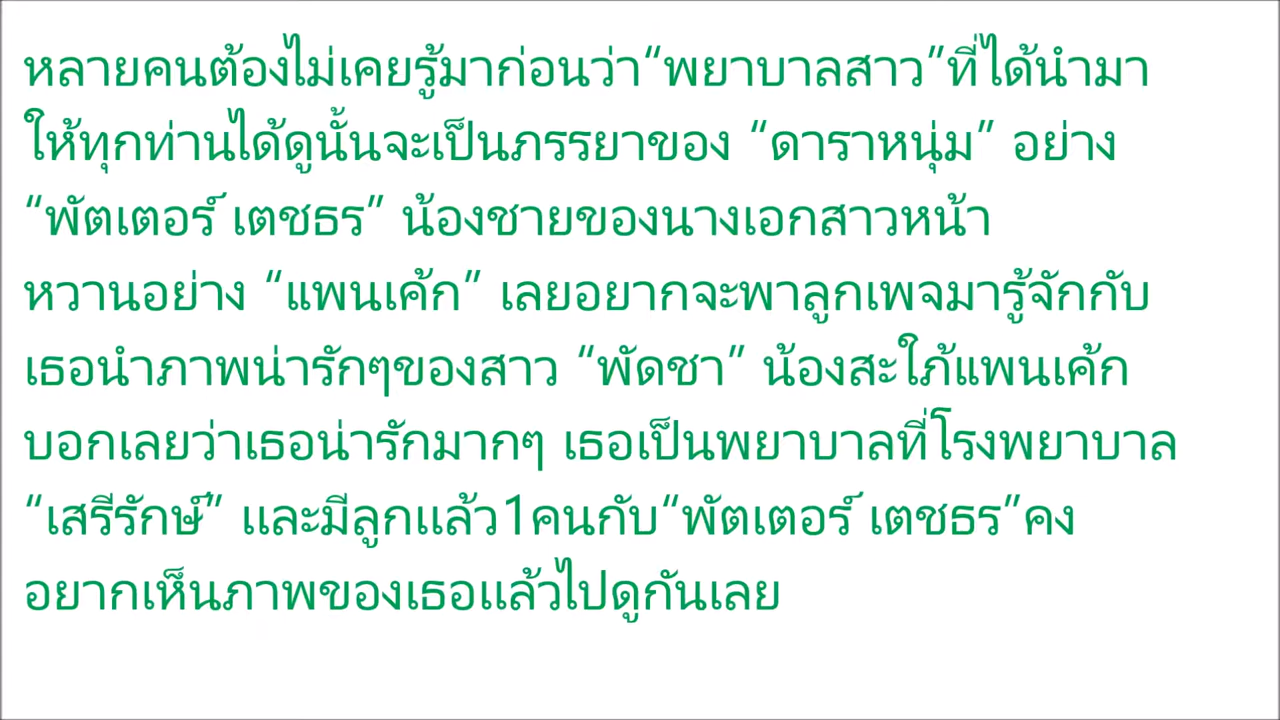 หลายคนต้องไม่เคยรู้มาก่อนว่า“พยาบาลสาว”ที่ได้นำมา
ให้ทุกท่านได้ดูนั้นจะเป็นภรรยาของ “ดาราหนุ่ม” อย่าง
“พัตเตอร์ เตชธร” น้องชายของนางเอกสาวหน้า
หวานอย่าง “แพนเค้ก” เลยอยากจะพาลูกเพจมารู้จักกับ
เธอนำภาพน่ารักๆของสาว “พัดชา” น้องสะใภ้แพนเค้ก
บอกเลยว่าเธอน่ารักมากๆ เธอเป็นพยาบาลที่โรงพยาบาล
“เสรีรักษ์” และมีลูกแล้ว1คนกับ“พัตเตอร์ เตชธร”คง
อยากเห็นภาพของเธอแล้วไปดูกันเลย